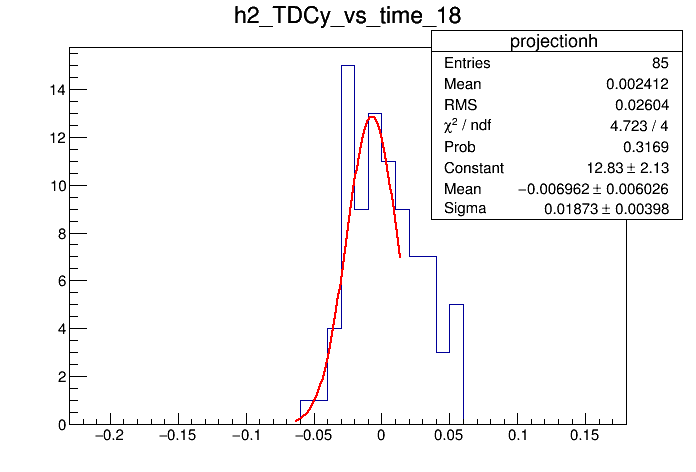 h2_TDCy_vs_time_18
projectionh
Entries 85
Mean 0.002412
RMS 0.02604
χ² / ndf 4.723 / 4
Prob 0.3169
Constant 12.83 ± 2.13
Mean −0.006962 ± 0.006026
Sigma 0.01873 ± 0.00398
14
12
10
8
6
4
2
0
−0.2 −0.15 −0.1 −0.05 0 0.05 0.1 0.15